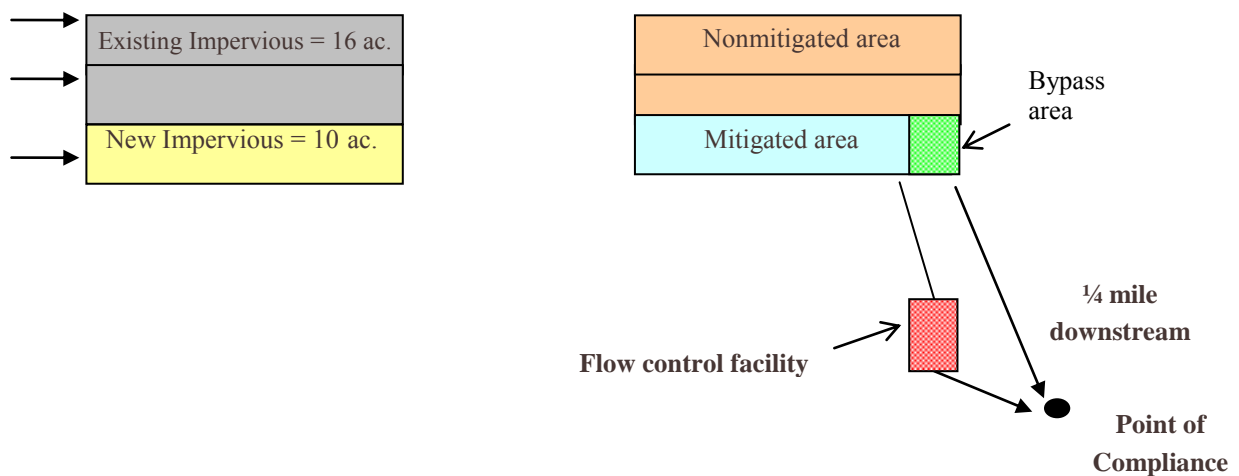 Existing Impervious = 16 ac.
New Impervious = 10 ac.
Nonmitigated area
Mitigated area
Bypass
area
¼ mile
downstream
Flow control facility
Point of
Compliance